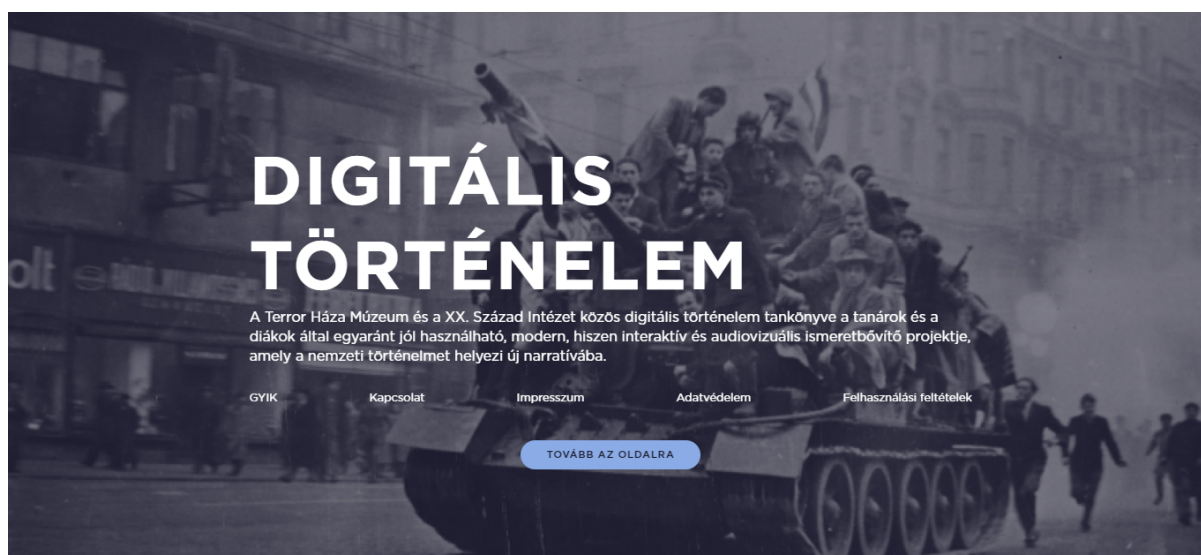 DIGITÁLIS
TÖRTÉNELEM
A Terror Háza Múzeum és a XX. Század Intézet közös digitális történelem tankönyve a tanárok és a
diákok által egyaránt jól használható, modern, hiszen interaktív és audiovizuális ismeretbővítő projektje,
amely a nemzeti történelmet helyezi új narratívába.
GYIK Kapcsolat Impresszum Adatvédelem Felhasználási feltételek
TOVÁBB AZ OLDALRA